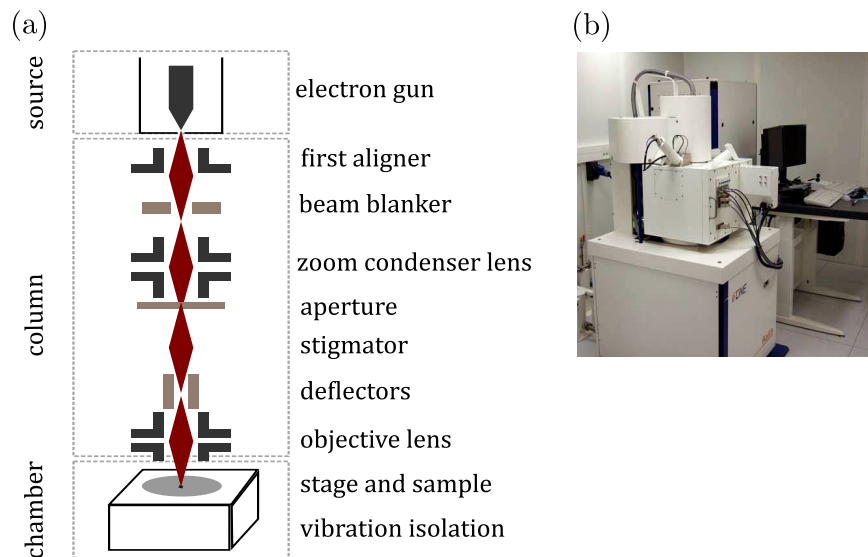 (a)
source
electron gun
column
first aligner
beam blanker
zoom condenser lens
aperture
stigmator
deflectors
objective lens
chamber
stage and sample
vibration isolation
(b)